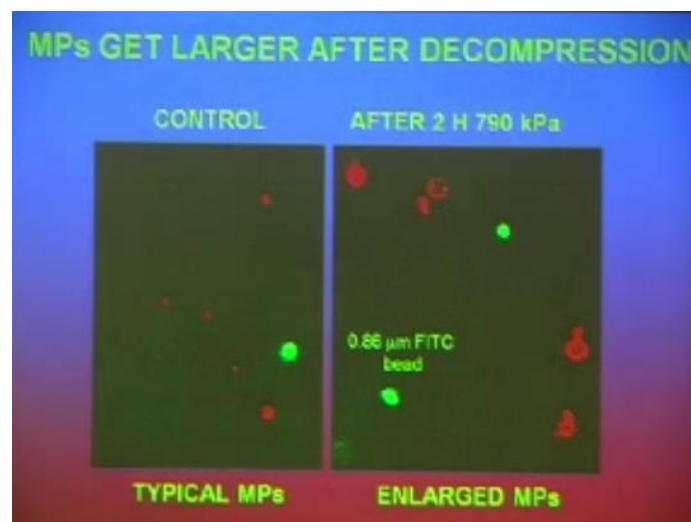 MPs GET LARGER AFTER DECOMPRESSION
CONTROL
AFTER 2 H 790 kPa
0.86 µm FITC
bead
TYPICAL MPs
ENLARGED MPs